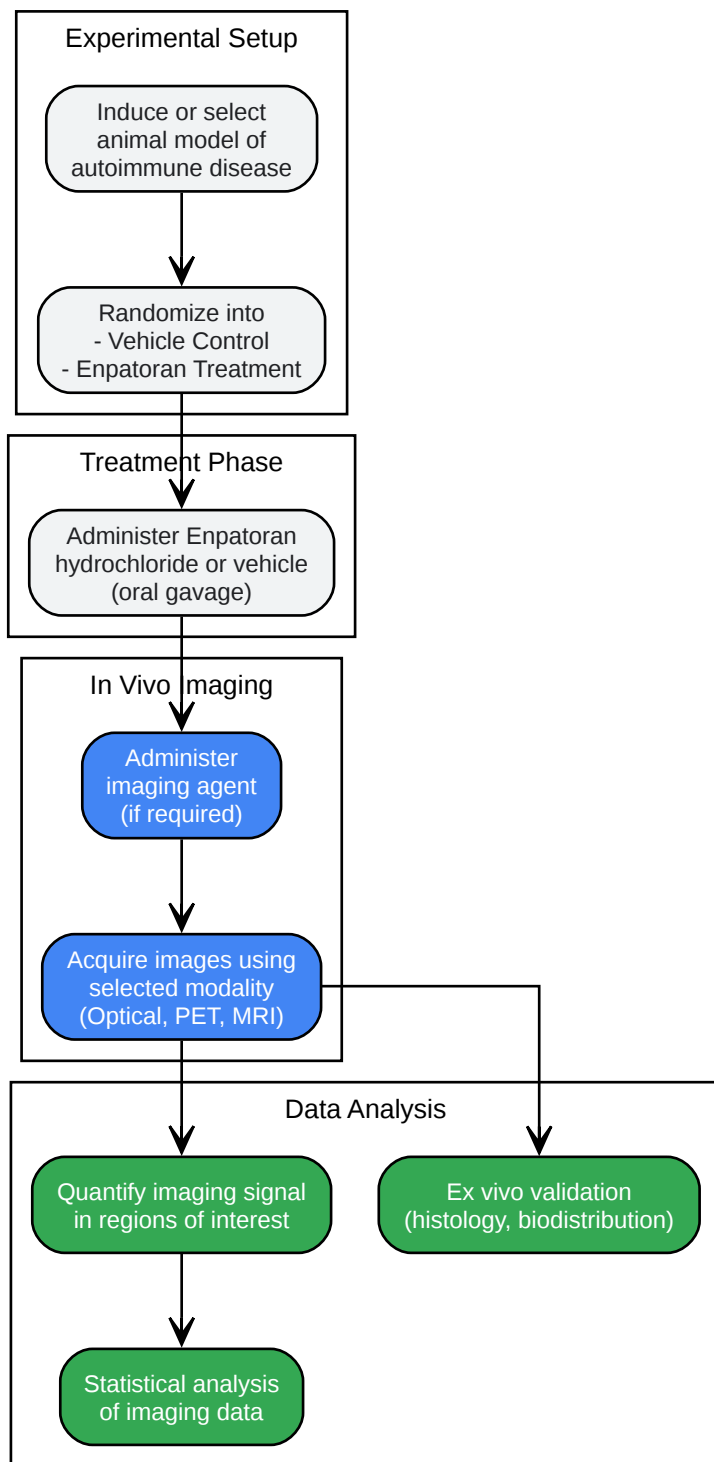 Experimental Setup
Induce or select
animal model of
autoimmune disease
Randomize into
- Vehicle Control
- Enpatoran Treatment
Treatment Phase
Administer Enpatoran
hydrochloride or vehicle
(oral gavage)
In Vivo Imaging
Administer
imaging agent
(if required)
Acquire images using
selected modality
(Optical, PET, MRI)
Data Analysis
Quantify imaging signal
in regions of interest
Ex vivo validation
(histology, biodistribution)
Statistical analysis
of imaging data